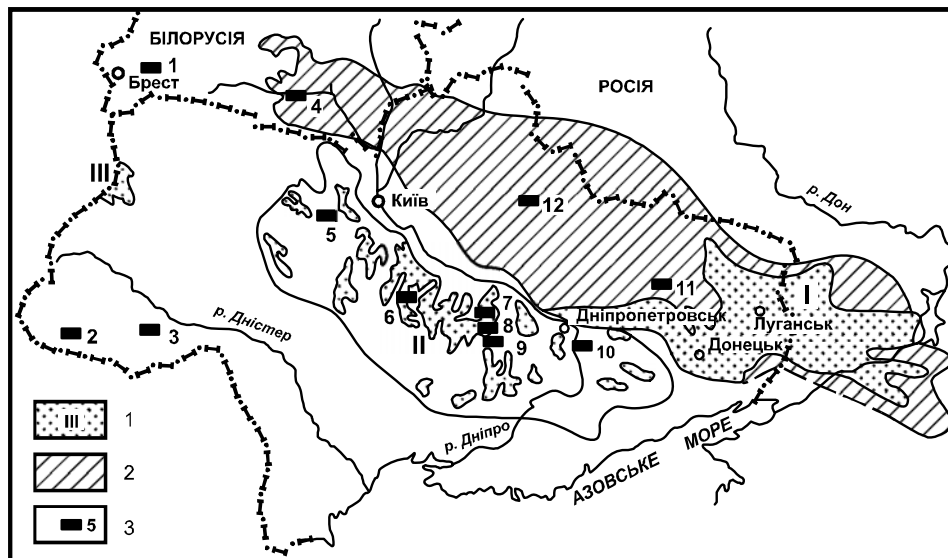 БІЛОРУСІЯ
1
Брест
4
РОСІЯ
III
р. Дон
Київ
12
5
11
I
6
7
Дніпропетровськ
Луганськ
р. Дністер
8
2
3
II
9
10
Донецьк
III 1
р. Дніпро
АЗОВСЬКЕ МОРЕ
2
5 3